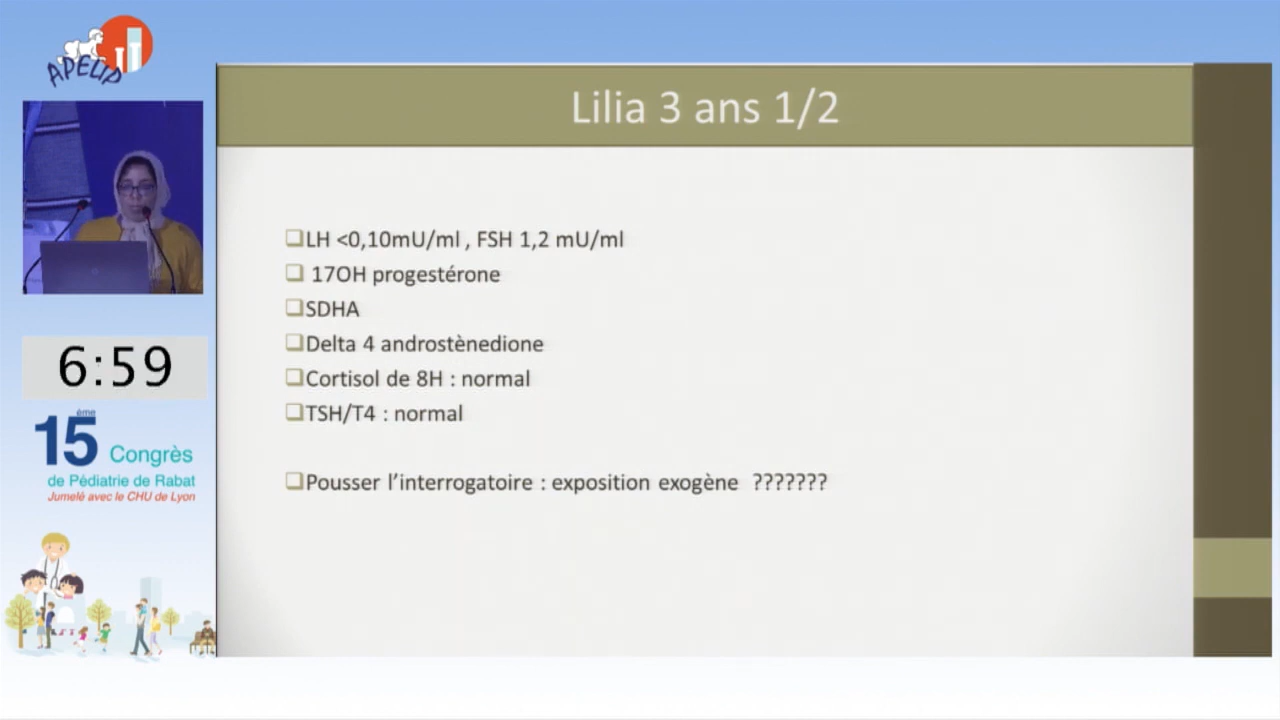 APEUP
Lilia 3 ans 1/2
❑LH <0,10mU/ml , FSH 1,2 mU/ml
❑ 17OH progestérone
❑SDHA
❑Delta 4 androstènedione
❑Cortisol de 8H : normal
❑TSH/T4 : normal
❑Pousser l’interrogatoire : exposition exogène ???????
6:59
15ème Congrès
de Pédiatrie de Rabat
Jumelé avec le CHU de Lyon